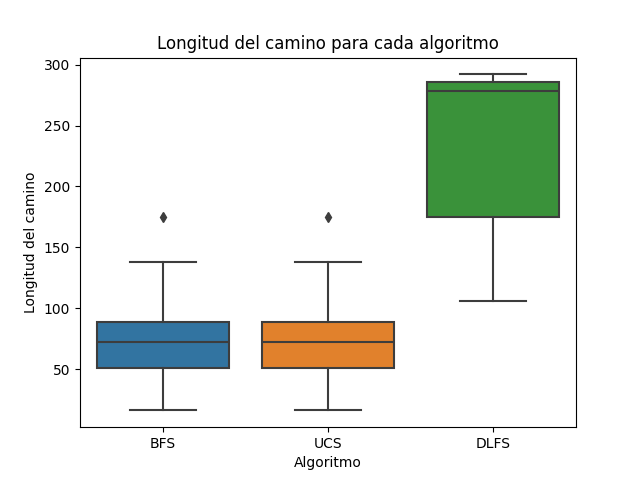 Longitud del camino para cada algoritmo
Longitud del camino
300
250
200
150
100
50
BFS
UCS
DLFS
Algoritmo